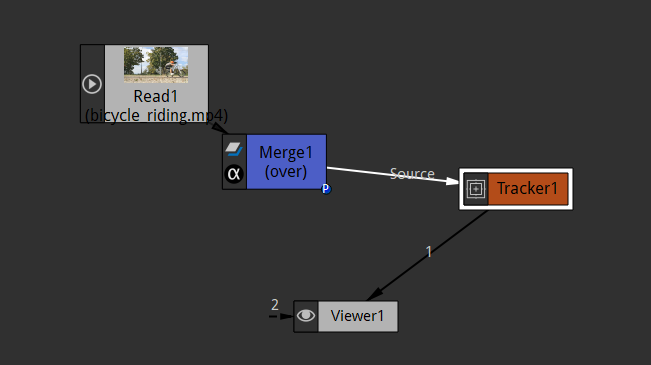 Read1
(bicycle_riding.mp4)
Merge1
(over)
α
P
Source
Tracker1
1
2
Viewer1